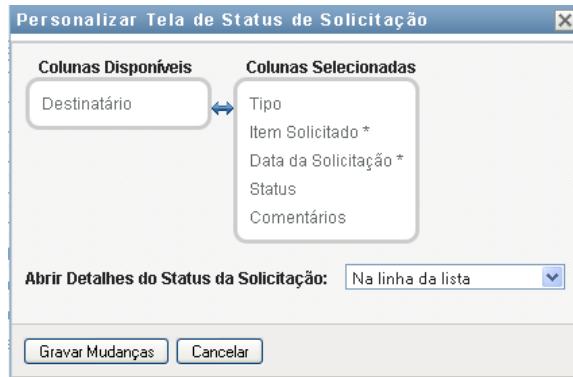 Personalizar Tela de Status de Solicitação
Colunas Disponíveis
Colunas Selecionadas
Destinatário
Tipo
Item Solicitado *
Data da Solicitação *
Status
Comentários
Abrir Detalhes do Status da Solicitação: Na linha da lista
Gravar Mudanças Cancelar